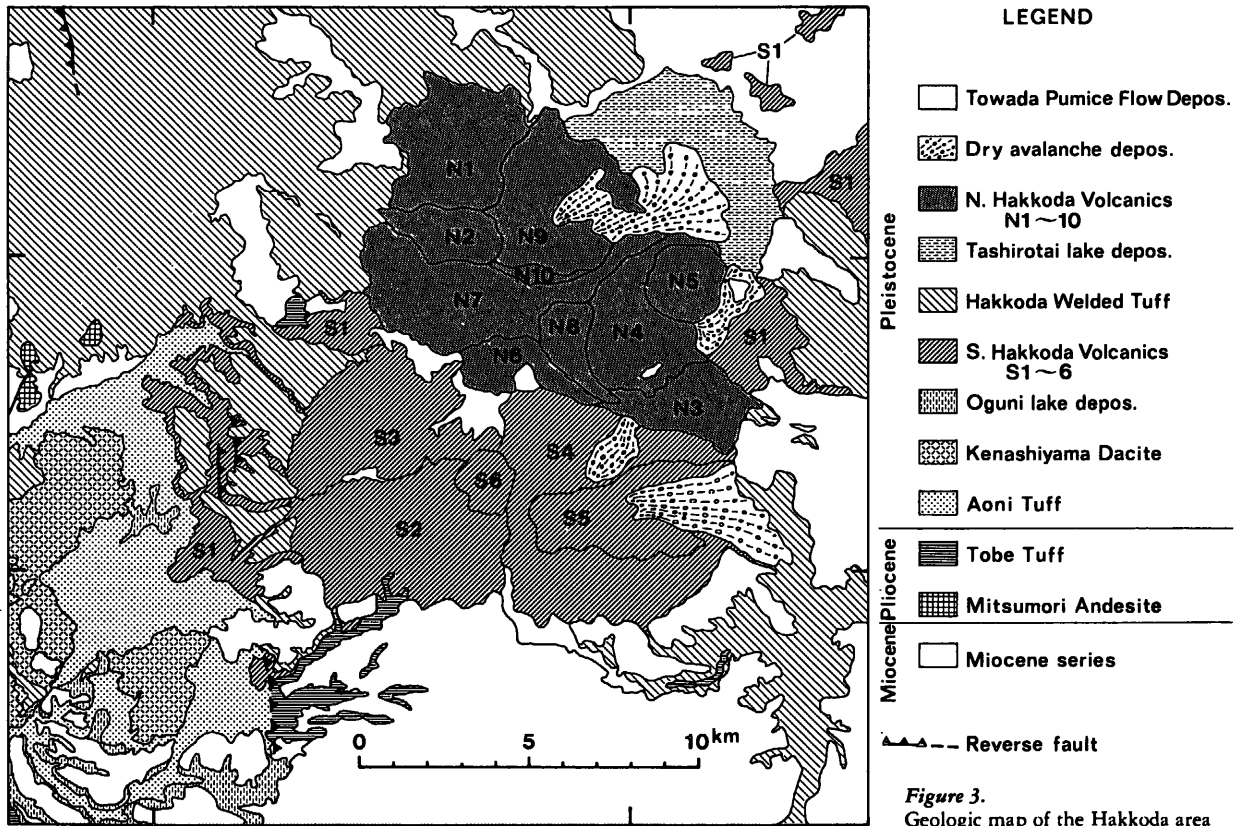 LEGEND
Towada Pumice Flow Depos.
Dry avalanche depos.
N. Hakkoda Volcanics
N1~10
Tashirotai lake depos.
Hakkoda Welded Tuff
S. Hakkoda Volcanics
S1~6
Oguni lake depos.
Kenashiyama Dacite
Aoni Tuff
Tobe Tuff
Mitsumori Andesite
Miocene series
Reverse fault
Pleistocene
Pliocene
Miocene
S1
N1
S1
N2
N9
N10
N5
N7
S1
N8
N4
S1
N6
N3
S3
S4
S6
S5
S2
S1
0 5 10 km
Figure 3.
Geologic map of the Hakkoda area